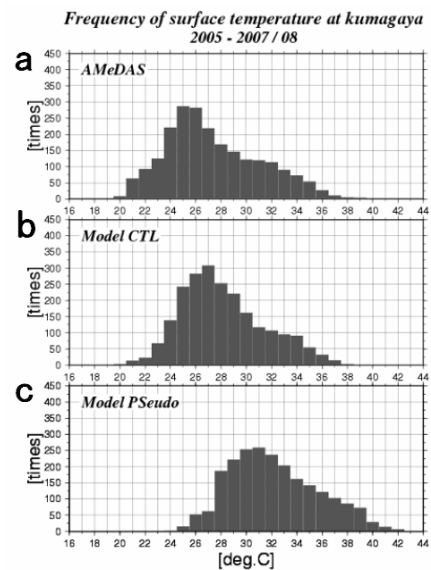 Frequency of surface temperature at kumagaya
2005 - 2007 / 08
a
AMeDAS
[times]
450
400
350
300
250
200
150
100
50
0
16 18 20 22 24 26 28 30 32 34 36 38 40 42 44
b
Model CTL
[times]
450
400
350
300
250
200
150
100
50
0
16 18 20 22 24 26 28 30 32 34 36 38 40 42 44
c
Model PSeudo
[times]
450
400
350
300
250
200
150
100
50
0
16 18 20 22 24 26 28 30 32 34 36 38 40 42 44
[deg.C]